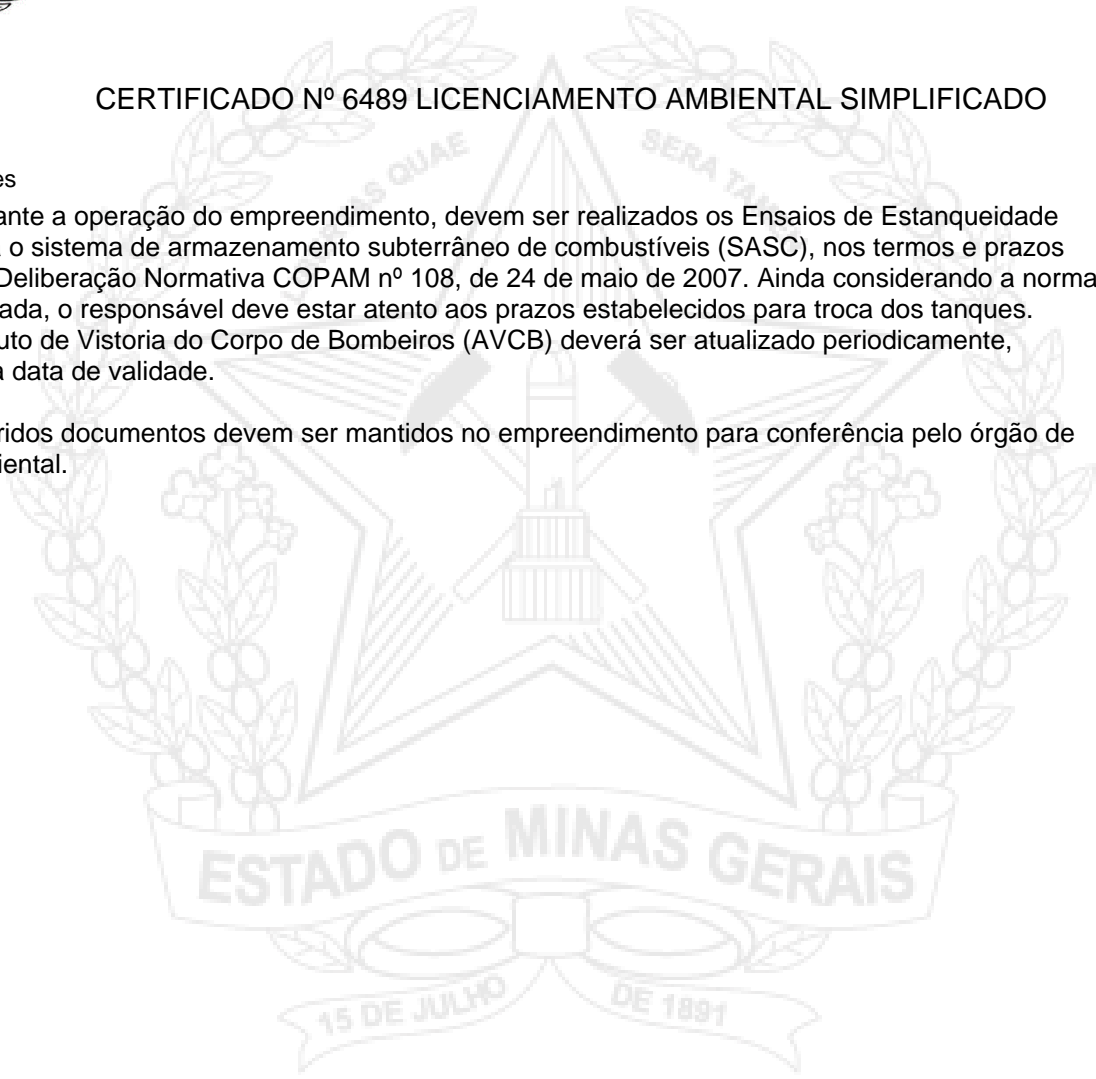 CERTIFICADO Nº 6489 LICENCIAMENTO AMBIENTAL SIMPLIFICADO
es
ante a operação do empreendimento, devem ser realizados os Ensaios de Estanqueidade
a o sistema de armazenamento subterrâneo de combustíveis (SASC), nos termos e prazos
Deliberação Normativa COPAM nº 108, de 24 de maio de 2007. Ainda considerando a norma
ada, o responsável deve estar atento aos prazos estabelecidos para troca dos tanques.
uto de Vistoria do Corpo de Bombeiros (AVCB) deverá ser atualizado periodicamente,
a data de validade.
ridos documentos devem ser mantidos no empreendimento para conferência pelo órgão de
iental.
QUAE SERA
ESTADO DE MINAS GERAIS
15 DE JULHO DE 1891